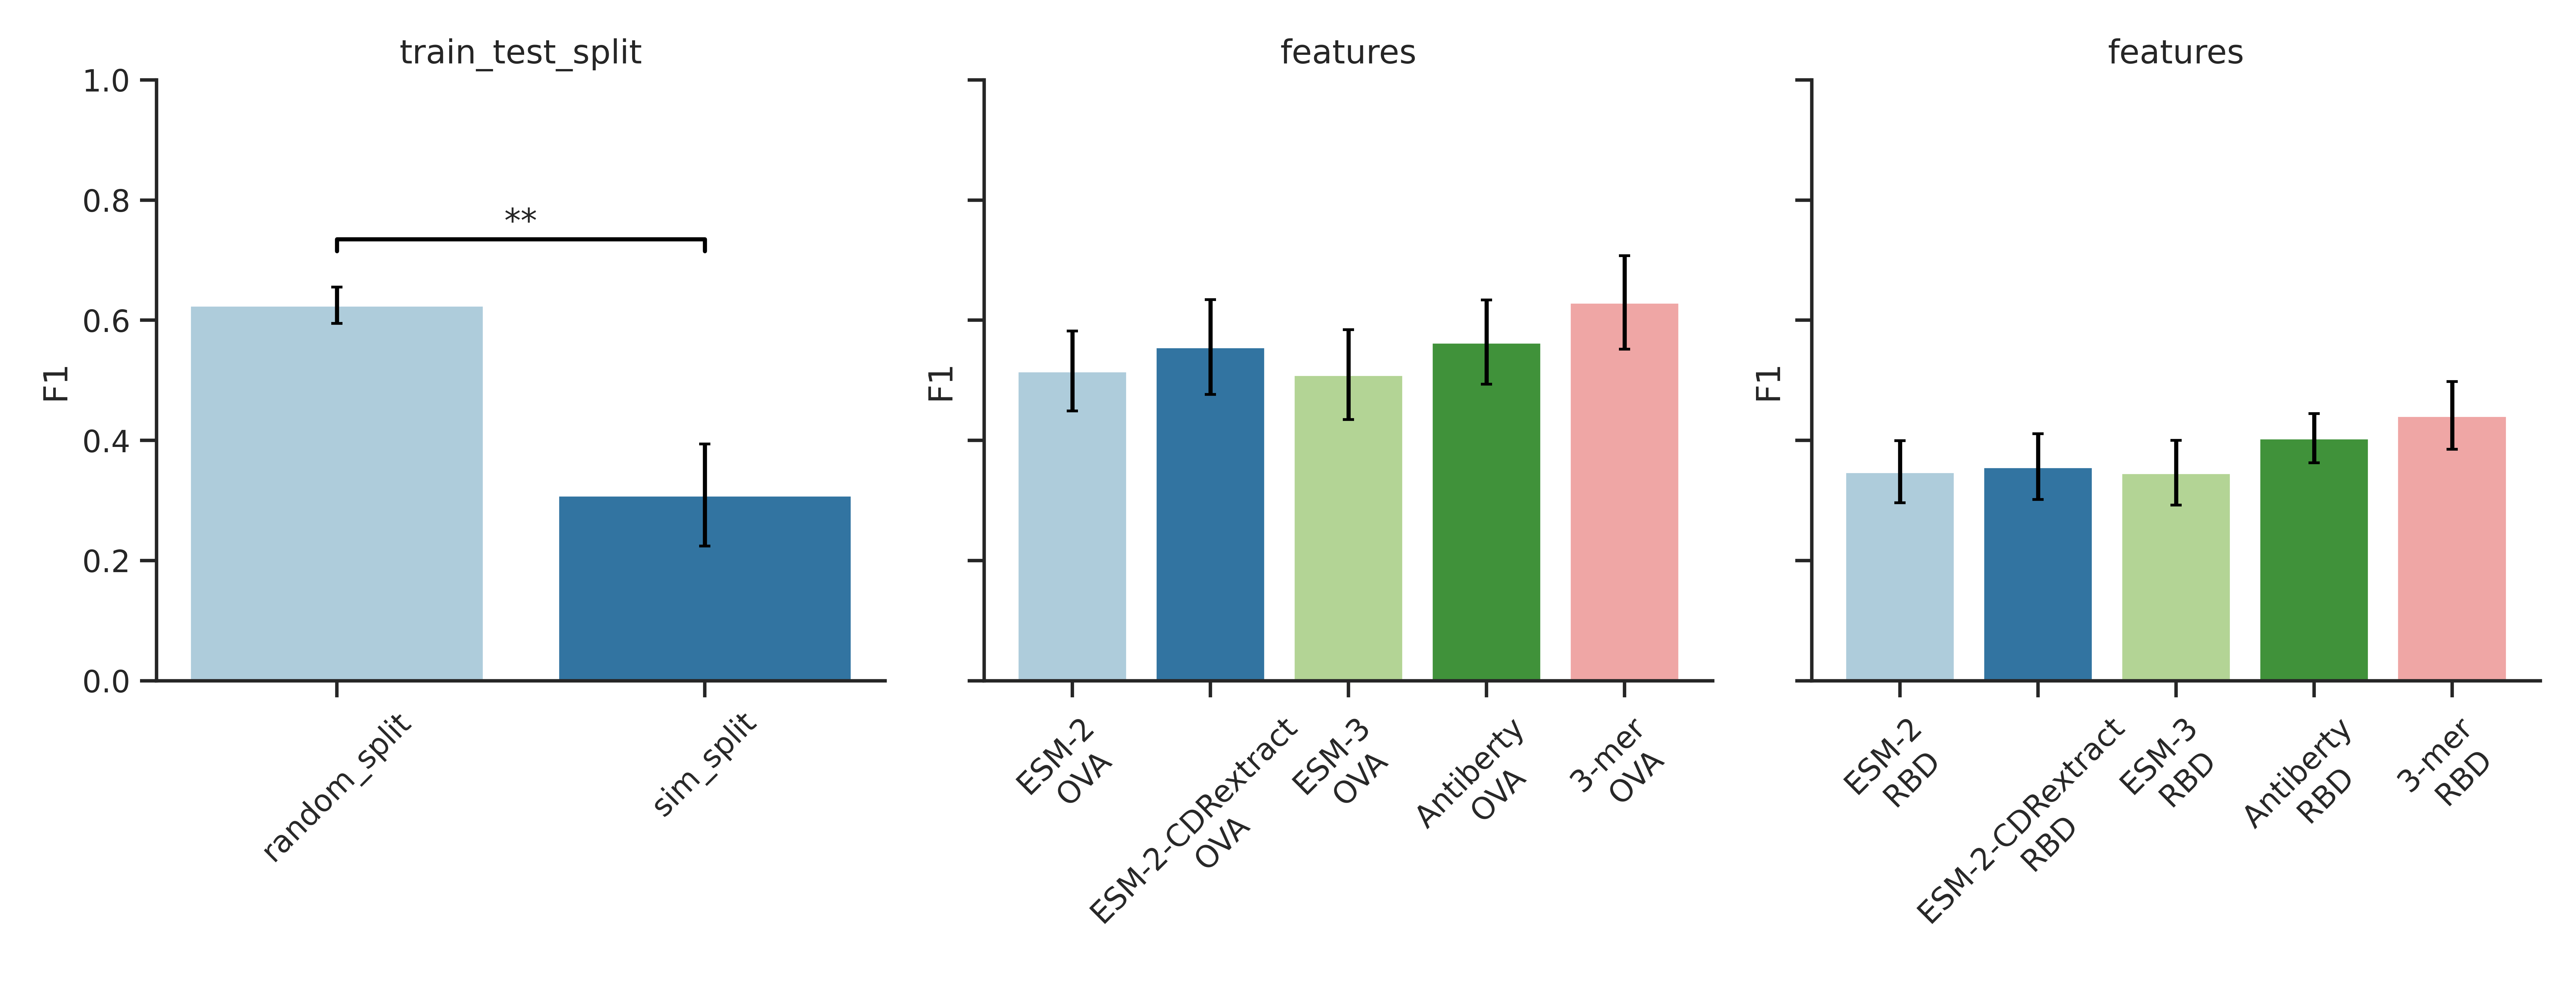 train_test_split
features
features
1.0
0.8
0.6
0.4
0.2
0.0
F1
F1
F1
**
random_split
sim_split
ESM-2
OVA
ESM-2-CDRextract
OVA
ESM-3
OVA
Antiberty
OVA
3-mer
OVA
ESM-2
RBD
ESM-2-CDRextract
RBD
ESM-3
RBD
Antiberty
RBD
3-mer
RBD